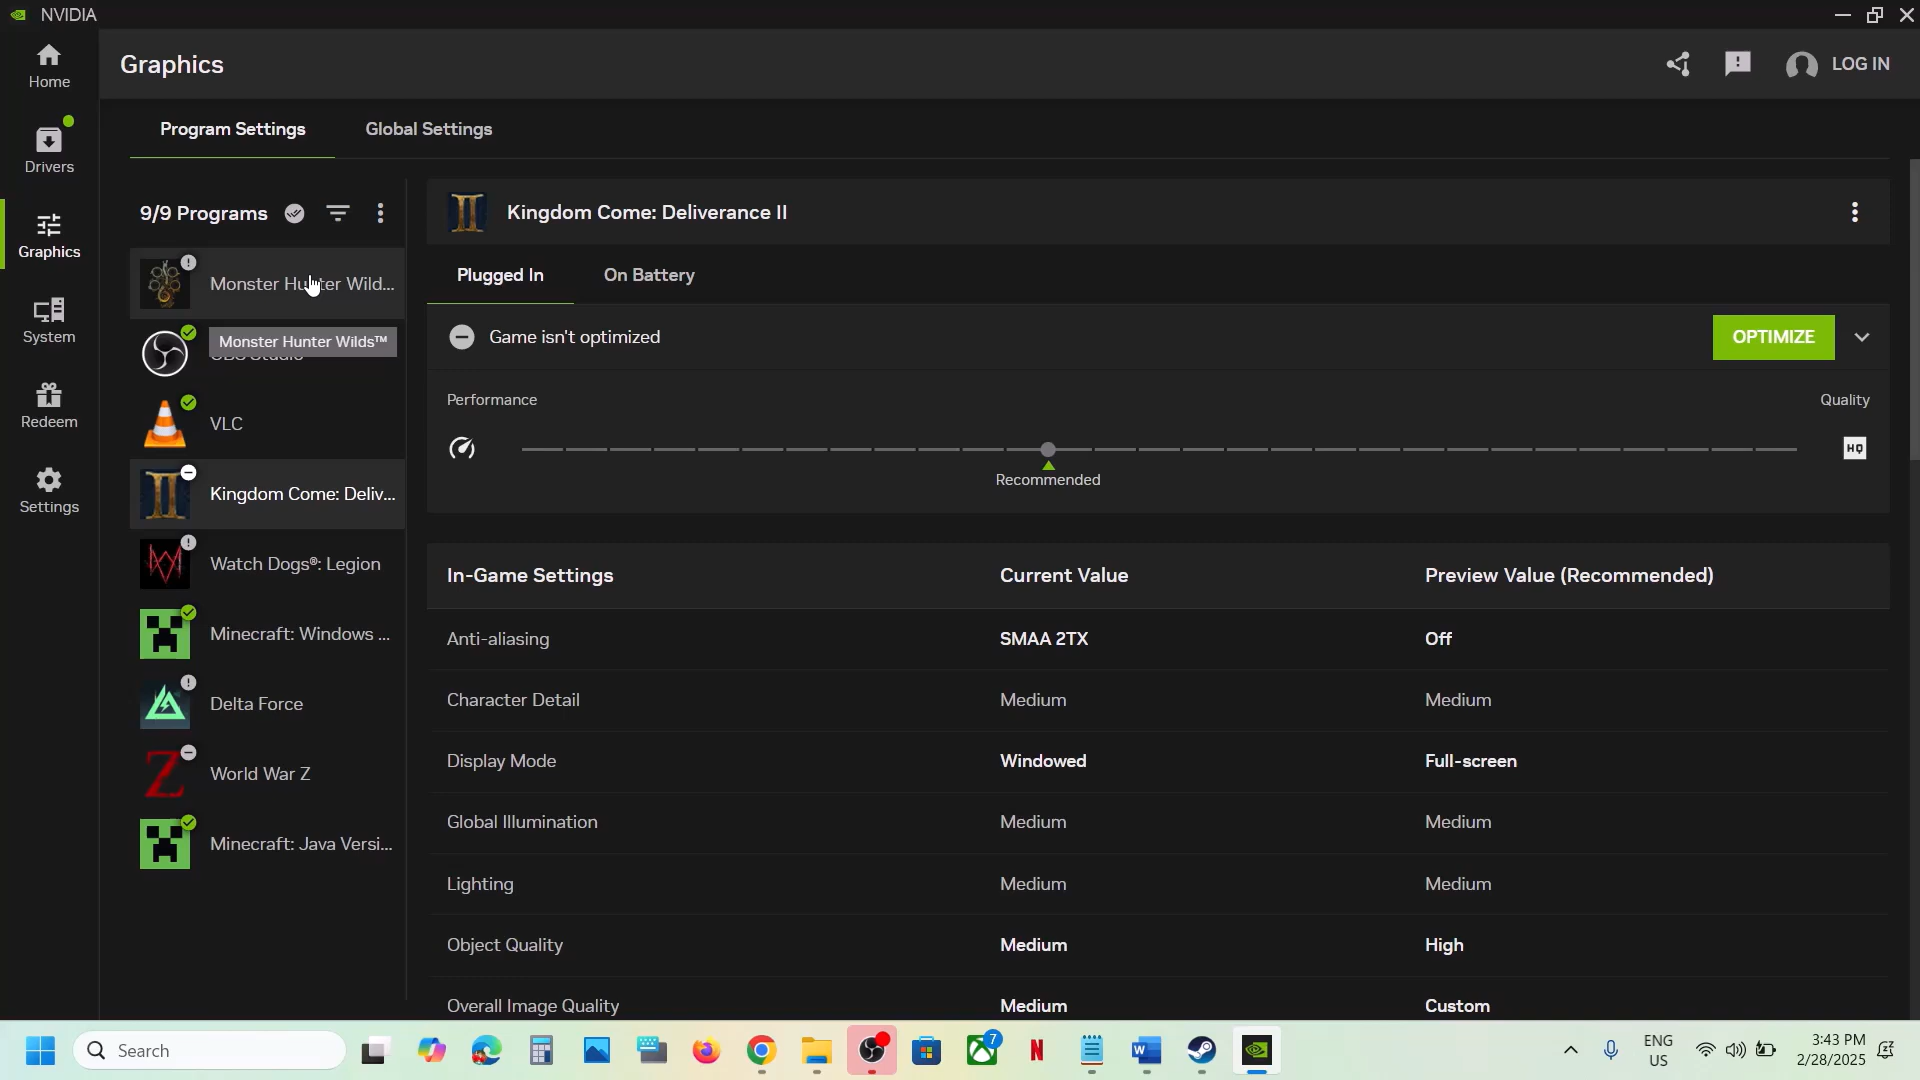 NVIDIA
Home
Drivers
Graphics
System
Redeem
Settings
Graphics
LOG IN
Program Settings
Global Settings
9/9 Programs
Monster Hunter Wild...
Monster Hunter Wilds™
OBS Studio
VLC
Kingdom Come: Deliv...
Watch Dogs®: Legion
Minecraft: Windows ...
Delta Force
World War Z
Minecraft: Java Versi...
II Kingdom Come: Deliverance II
Plugged In On Battery
Game isn't optimized OPTIMIZE
Performance Quality
HQ
Recommended
In-Game Settings Current Value Preview Value (Recommended)
Anti-aliasing SMAA 2TX Off
Character Detail Medium Medium
Display Mode Windowed Full-screen
Global Illumination Medium Medium
Lighting Medium Medium
Object Quality Medium High
Overall Image Quality Medium Custom
Search
7
ENG
US
3:43 PM
2/28/2025